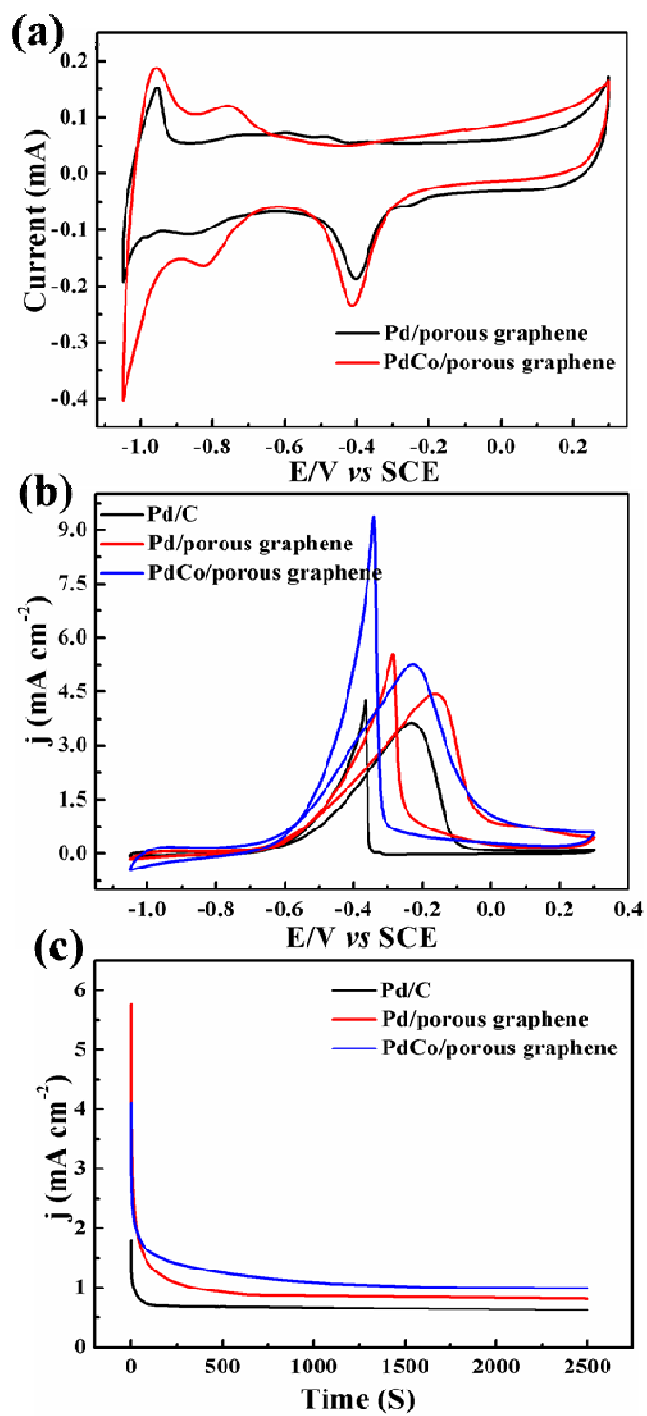 (a)
0.2
0.1
0.0
-0.1
-0.2
-0.3
-0.4
Current (mA)
Pd/porous graphene
PdCo/porous graphene
-1.0 -0.8 -0.6 -0.4 -0.2 0.0 0.2
E/V vs SCE
(b)
9.0
7.5
6.0
4.5
3.0
1.5
0.0
j (mA cm-2)
Pd/C
Pd/porous graphene
PdCo/porous graphene
-1.0 -0.8 -0.6 -0.4 -0.2 0.0 0.2 0.4
E/V vs SCE
(c)
6
5
4
3
2
1
0
j (mA cm-2)
Pd/C
Pd/porous graphene
PdCo/porous graphene
0 500 1000 1500 2000 2500
Time (S)